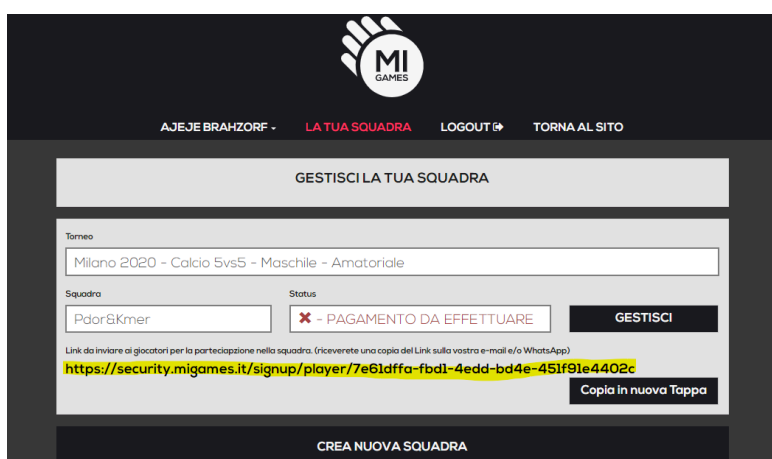 MI
GAMES
AJEJE BRAHZORF
LA TUA SQUADRA
LOGOUT
TORNA AL SITO
GESTISCI LA TUA SQUADRA
Torneo
Milano 2020 - Calcio 5vs5 - Maschile - Amatoriale
Squadra
Status
Pdor&Kmer
✖ - PAGAMENTO DA EFFETTUARE
GESTISCI
Link da inviare ai giocatori per la parteciapzione nella squadra. (riceverete una copia del Link sulla vostra e-mail e/o WhatsApp)
https://security.migames.it/signup/player/7e61dffa-fbd1-4edd-bd4e-451f91e4402c
Copia in nuova Tappa
CREA NUOVA SQUADRA